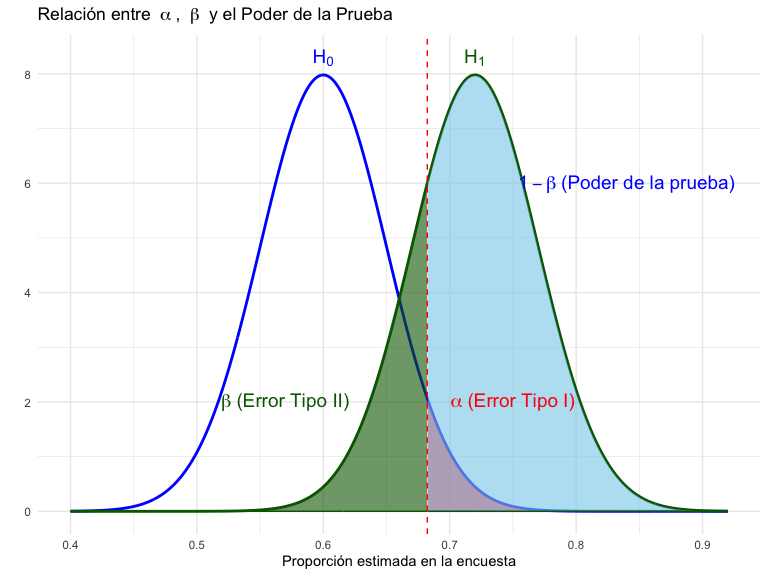 Relación entre α , β y el Poder de la Prueba
H₀
H₁
8
6
4
2
0
1 − β (Poder de la prueba)
β (Error Tipo II)
α (Error Tipo I)
0.4 0.5 0.6 0.7 0.8 0.9
Proporción estimada en la encuesta